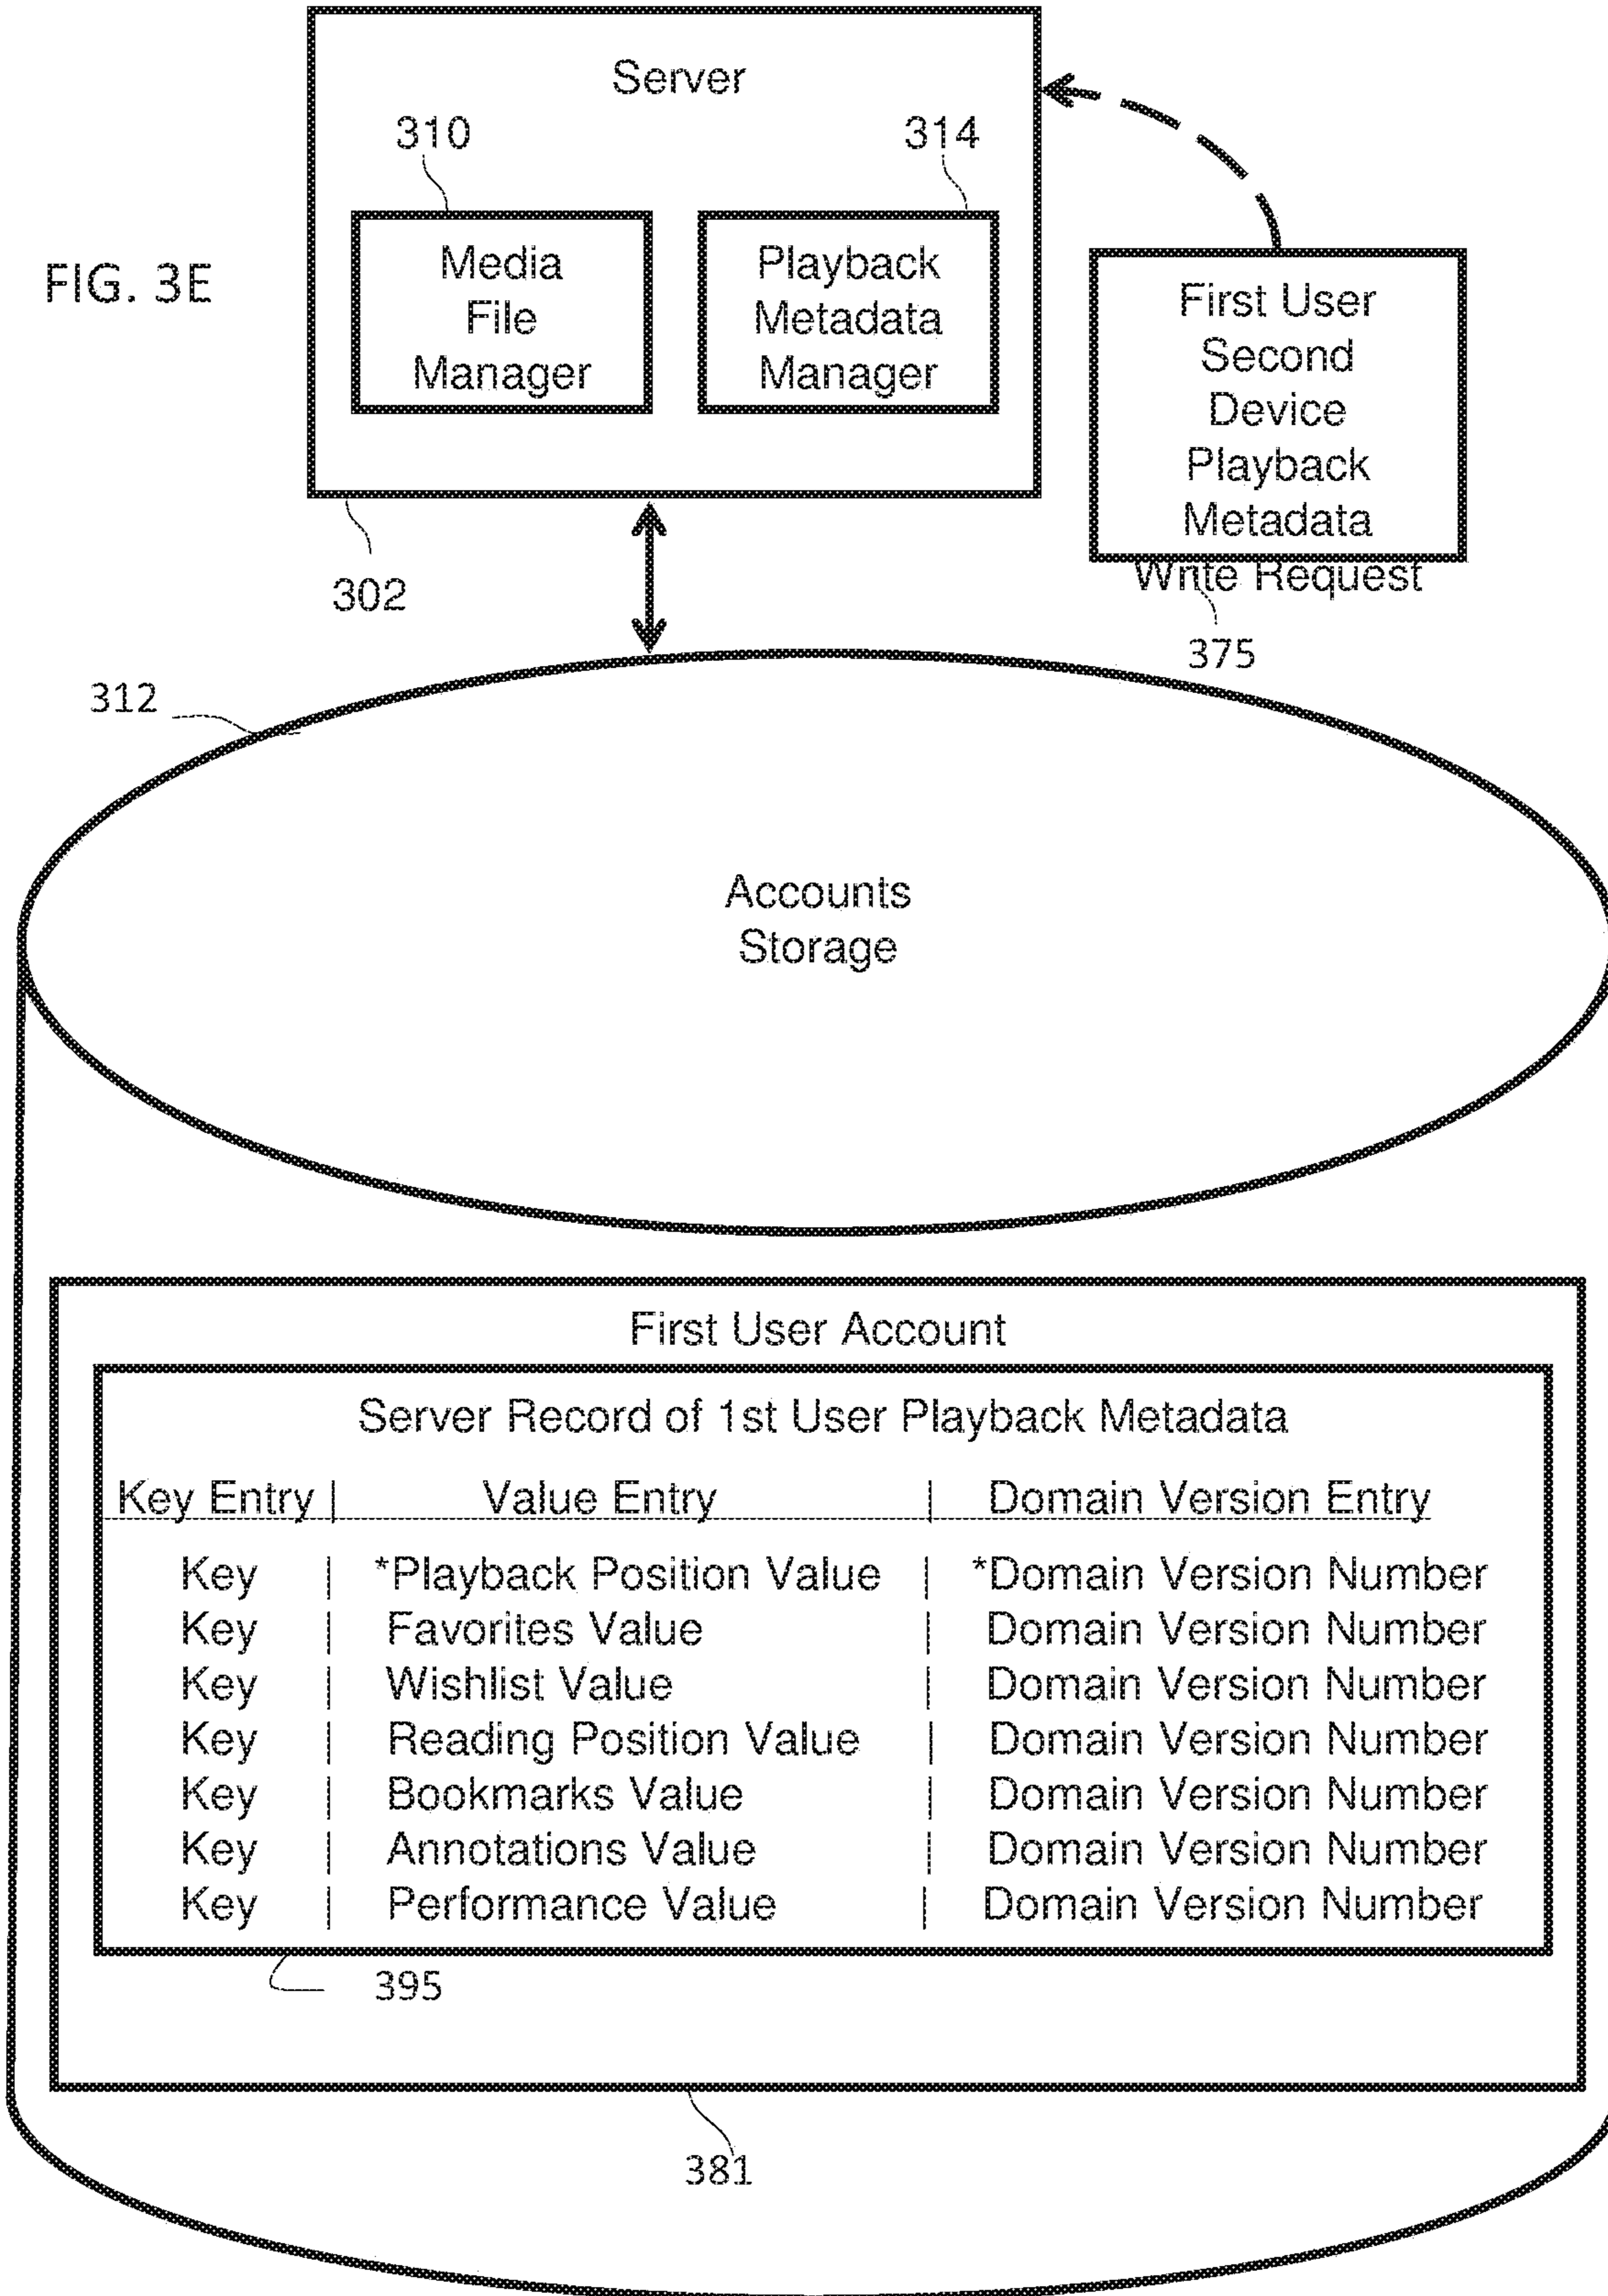 Server
310
314
FIG. 3E
Media
File
Manager
Playback
Metadata
Manager
First User
Second
Device
Playback
Metadata
Write Request
302
375
312
Accounts
Storage
First User Account
Server Record of 1st User Playback Metadata
Key Entry | Value Entry | Domain Version Entry
Key | *Playback Position Value | *Domain Version Number
Key | Favorites Value | Domain Version Number
Key | Wishlist Value | Domain Version Number
Key | Reading Position Value | Domain Version Number
Key | Bookmarks Value | Domain Version Number
Key | Annotations Value | Domain Version Number
Key | Performance Value | Domain Version Number
395
381